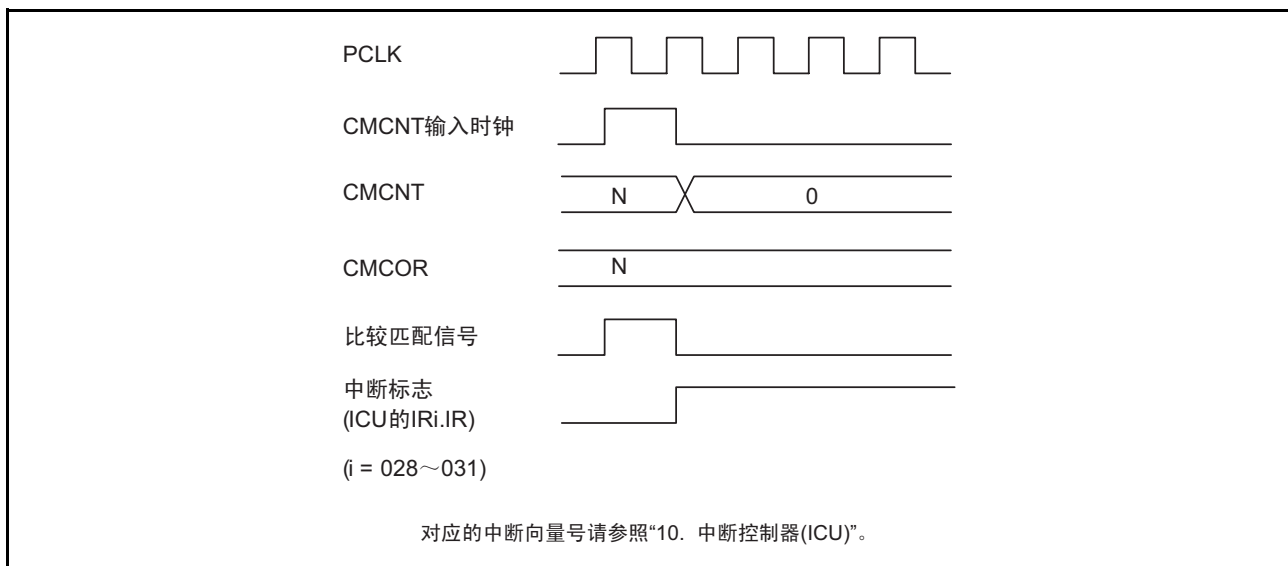 PCLK
CMCNT输入时钟
CMCNT N 0
CMCOR N
比较匹配信号
中断标志
(ICU的IRi.IR)
(i = 028～031)
对应的中断向量号请参照“10. 中断控制器(ICU)”。